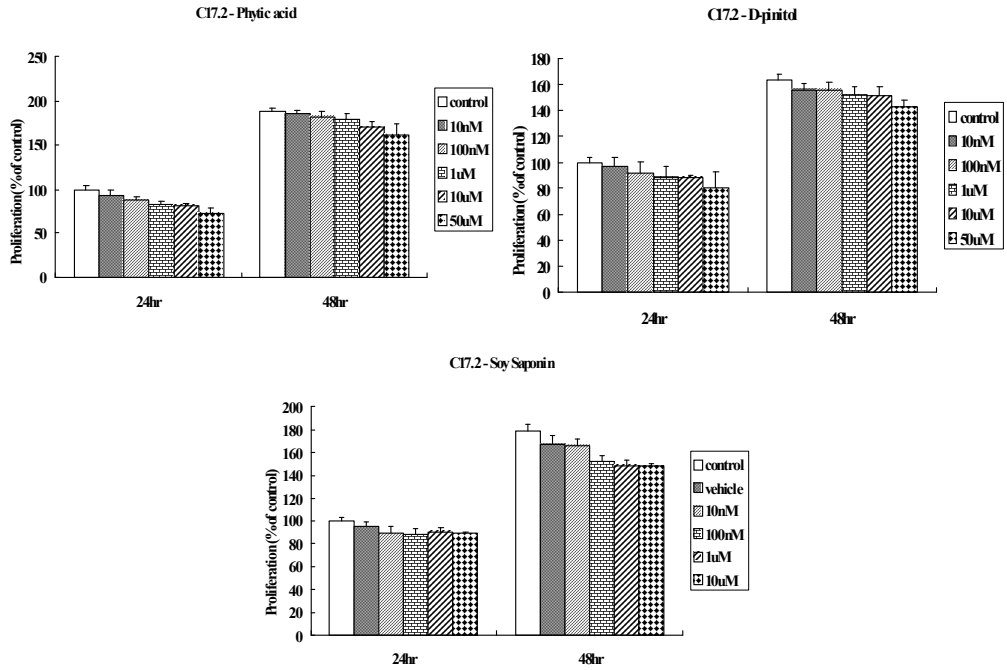 C17.2 - Phytic acid
Proliferation (% of control)
250
200
150
100
50
0
24hr
48hr
control
10nM
100nM
1uM
10uM
50uM
C17.2 - D-pinitol
Proliferation (% of control)
180
160
140
120
100
80
60
40
20
0
24hr
48hr
control
10nM
100nM
1uM
10uM
50uM
C17.2 - Soy Saponin
Proliferation (% of control)
200
180
160
140
120
100
80
60
40
20
0
24hr
48hr
control
vehicle
10nM
100nM
1uM
10uM